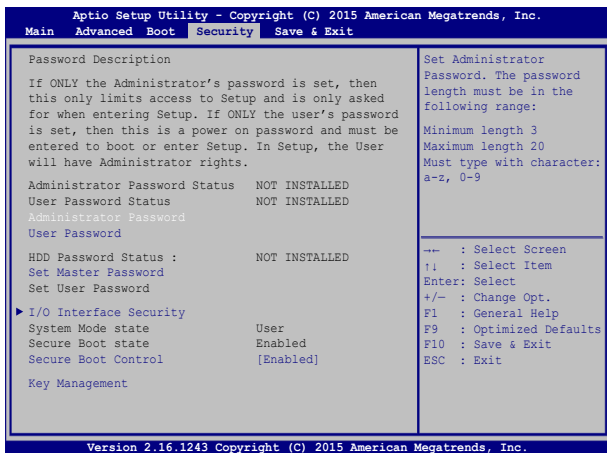 Aptio Setup Utility - Copyright (C) 2015 American Megatrends, Inc.
Main Advanced Boot Security Save & Exit
Password Description
If ONLY the Administrator's password is set, then
this only limits access to Setup and is only asked
for when entering Setup. If ONLY the user's password
is set, then this is a power on password and must be
entered to boot or enter Setup. In Setup, the User
will have Administrator rights.
Administrator Password Status NOT INSTALLED
User Password Status NOT INSTALLED
Administrator Password
User Password
HDD Password Status : NOT INSTALLED
Set Master Password
Set User Password
I/O Interface Security
System Mode state User
Secure Boot state Enabled
Secure Boot Control [Enabled]
Key Management
Set Administrator
Password. The password
length must be in the
following range:
Minimum length 3
Maximum length 20
Must type with character:
a-z, 0-9
→← : Select Screen
↑↓ : Select Item
Enter: Select
+/— : Change Opt.
F1 : General Help
F9 : Optimized Defaults
F10 : Save & Exit
ESC : Exit
Version 2.16.1243 Copyright (C) 2015 American Megatrends, Inc.